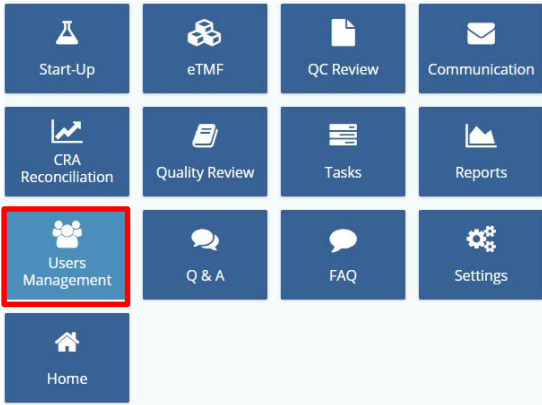 Start-Up
eTMF
QC Review
Communication
CRA
Reconciliation
Quality Review
Tasks
Reports
Users
Management
Q & A
FAQ
Settings
Home